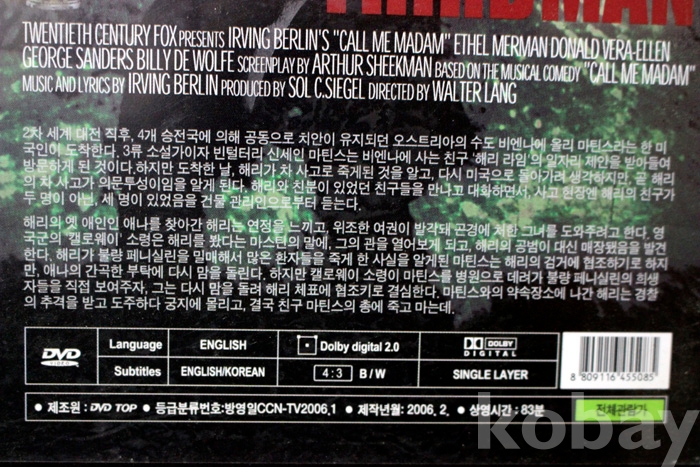 THIRDMAN
TWENTIETH CENTURY FOX PRESENTS IRVING BERLIN'S "CALL ME MADAM" ETHEL MERMAN DONALD VERA-ELLEN
GEORGE SANDERS BILLY DE WOLFE SCREENPLAY BY ARTHUR SHEEKMAN BASED ON THE MUSICAL COMEDY "CALL ME MADAM"
MUSIC AND LYRICS BY IRVING BERLIN PRODUCED BY SOL C.SIEGEL DIRECTED BY WALTER LANG
2차 세계 대전 직후, 4개 승전국에 의해 공동으로 치안이 유지되던 오스트리아의 수도 비엔나에 홀리 마틴스라는 한 미
국인이 도착한다. 3류 소설가이자 빈털터리 신세인 마틴스는 비엔나에 사는 친구 '해리 라임'의 일자리 제안을 받아들여
방문하게 된 것이다.하지만 도착한 날, 해리가 차 사고로 죽게된 것을 알고, 다시 미국으로 돌아가려 생각하지만, 곧 해리
의 차 사고가 의문투성이임을 알게 된다. 해리와 친분이 있었던 친구들을 만나고 대화하면서, 사고 현장엔 해리의 친구가
두 명이 아닌, 세 명이 있었음을 건물 관리인으로부터 듣는다.
해리의 옛 애인인 애나를 찾아간 해리는 연정을 느끼고, 위조한 여권이 발각돼 곤경에 처한 그녀를 도와주려고 한다. 영
국군의 '캘로웨이' 소령은 해리를 봤다는 마스틴의 말에, 그의 관을 열어보게 되고, 해리의 공범이 대신 매장됐음을 발견
한다. 해리가 불량 페니실린을 밀매해서 많은 환자들을 죽게 한 사실을 알게된 마틴스는 해리의 검거에 협조하기로 하지
만, 애나의 간곡한 부탁에 다시 맘을 돌린다. 하지만 캘로웨이 소령이 마틴스를 병원으로 데려가 불량 페니실린의 희생
자들을 직접 보여주자, 그는 다시 맘을 돌려 해리 체포에 협조키로 결심한다. 마틴스와의 약속장소에 나간 해리는 경찰
의 추격을 받고 도주하다 궁지에 몰리고, 결국 친구 마틴스의 총에 죽고 마는데.
DVD VIDEO Language ENGLISH Dolby digital 2.0 DOLBY DIGITAL
Subtitles ENGLISH/KOREAN 4:3 B/W SINGLE LAYER
8 809116 455085
● 제조원 : DVD TOP ● 등급분류번호:방영일CCN-TV2006,1 ● 제작년월: 2006, 2, ● 상영시간 : 83분 전체관람가
kobay